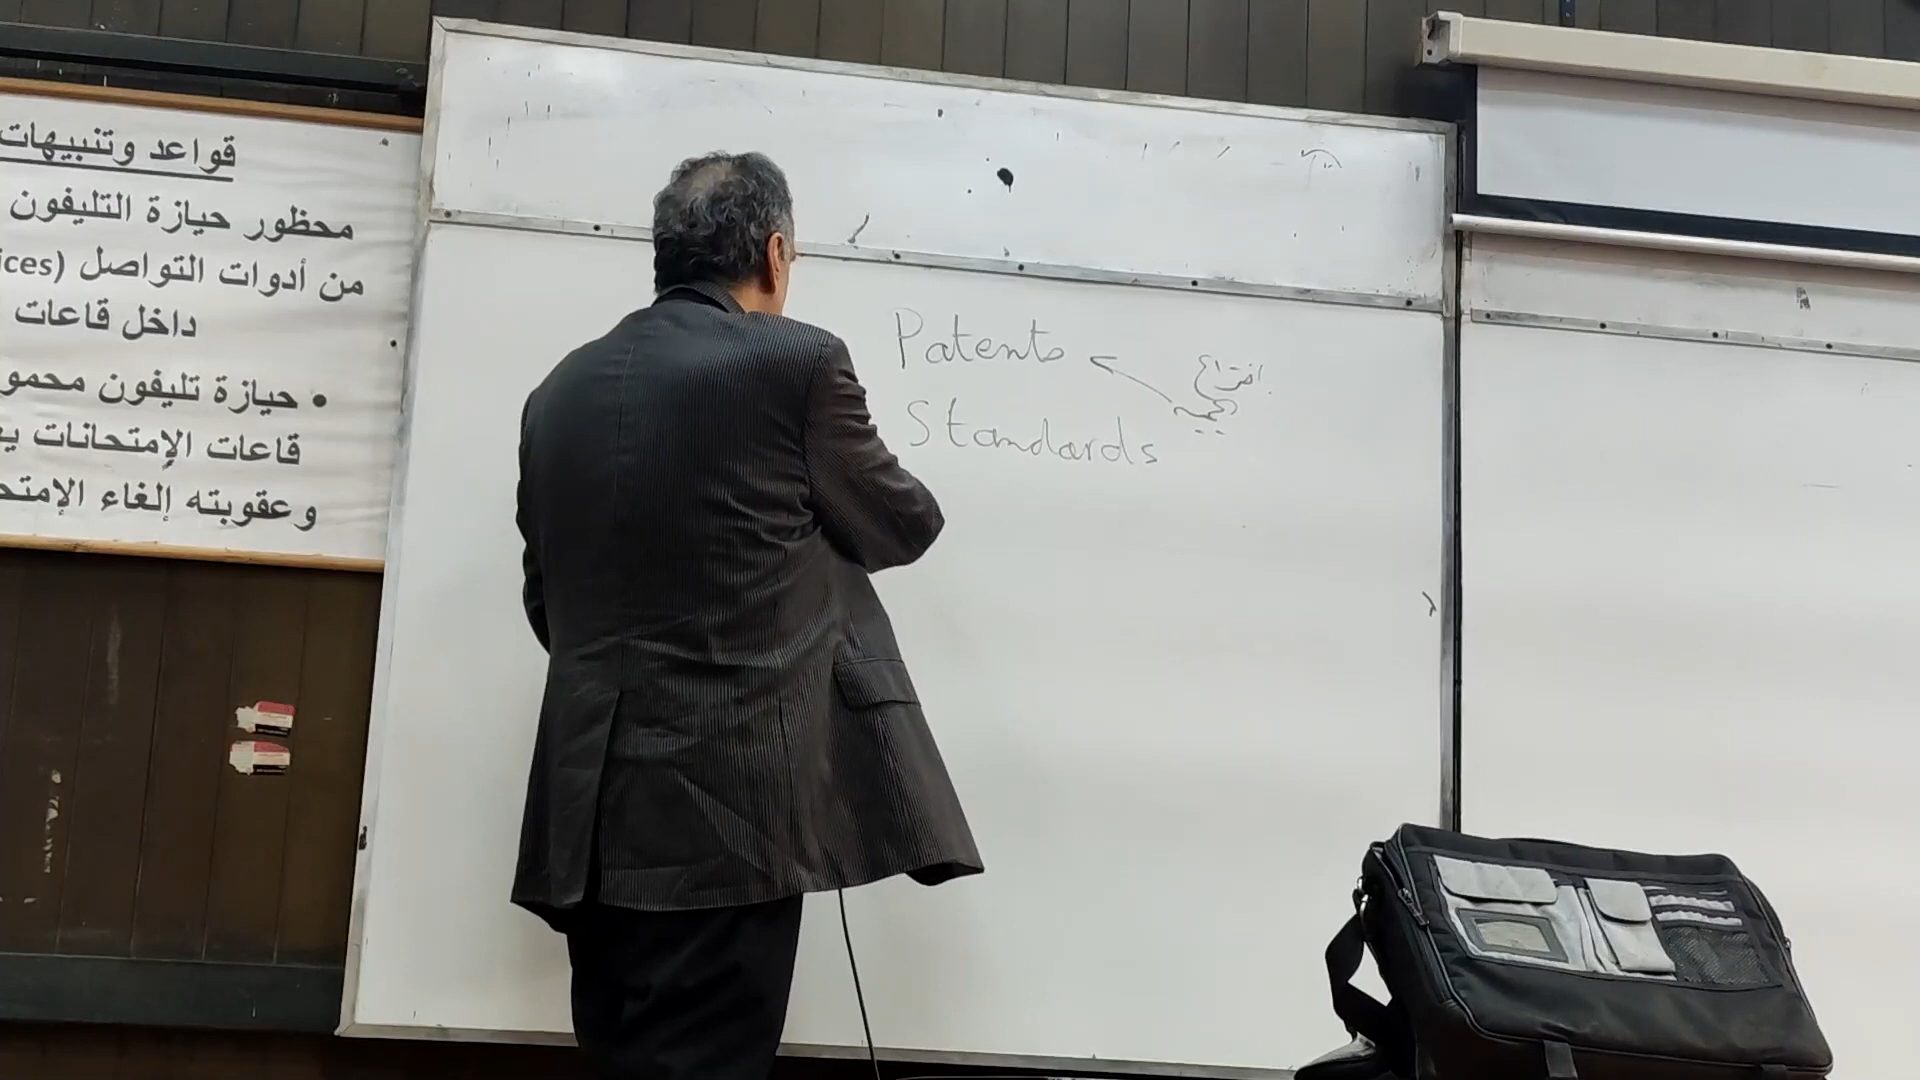 قواعد وتنبيهات
محظور حيازة التليفون
من أدوات التواصل (ices
داخل قاعات
• حيازة تليفون محمو
قاعات الإمتحانات يع
وعقوبته إلغاء الإمتح
Patents
Standards